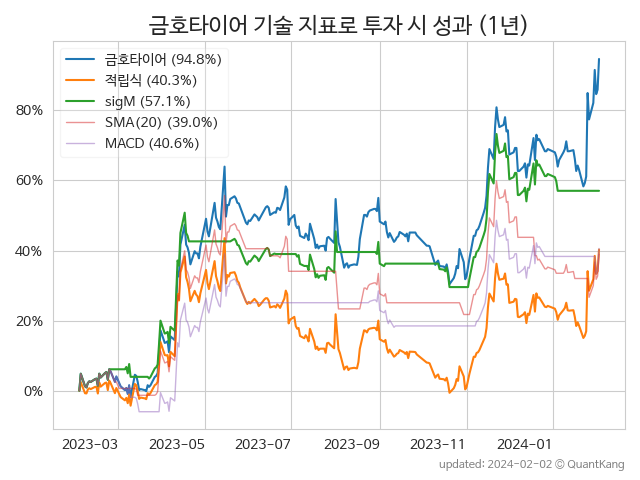 금호타이어 기술 지표로 투자 시 성과 (1년)
금호타이어 (94.8%)
적립식 (40.3%)
sigM (57.1%)
SMA(20) (39.0%)
MACD (40.6%)
80%
60%
40%
20%
0%
2023-03 2023-05 2023-07 2023-09 2023-11 2024-01
updated: 2024-02-02 © QuantKang